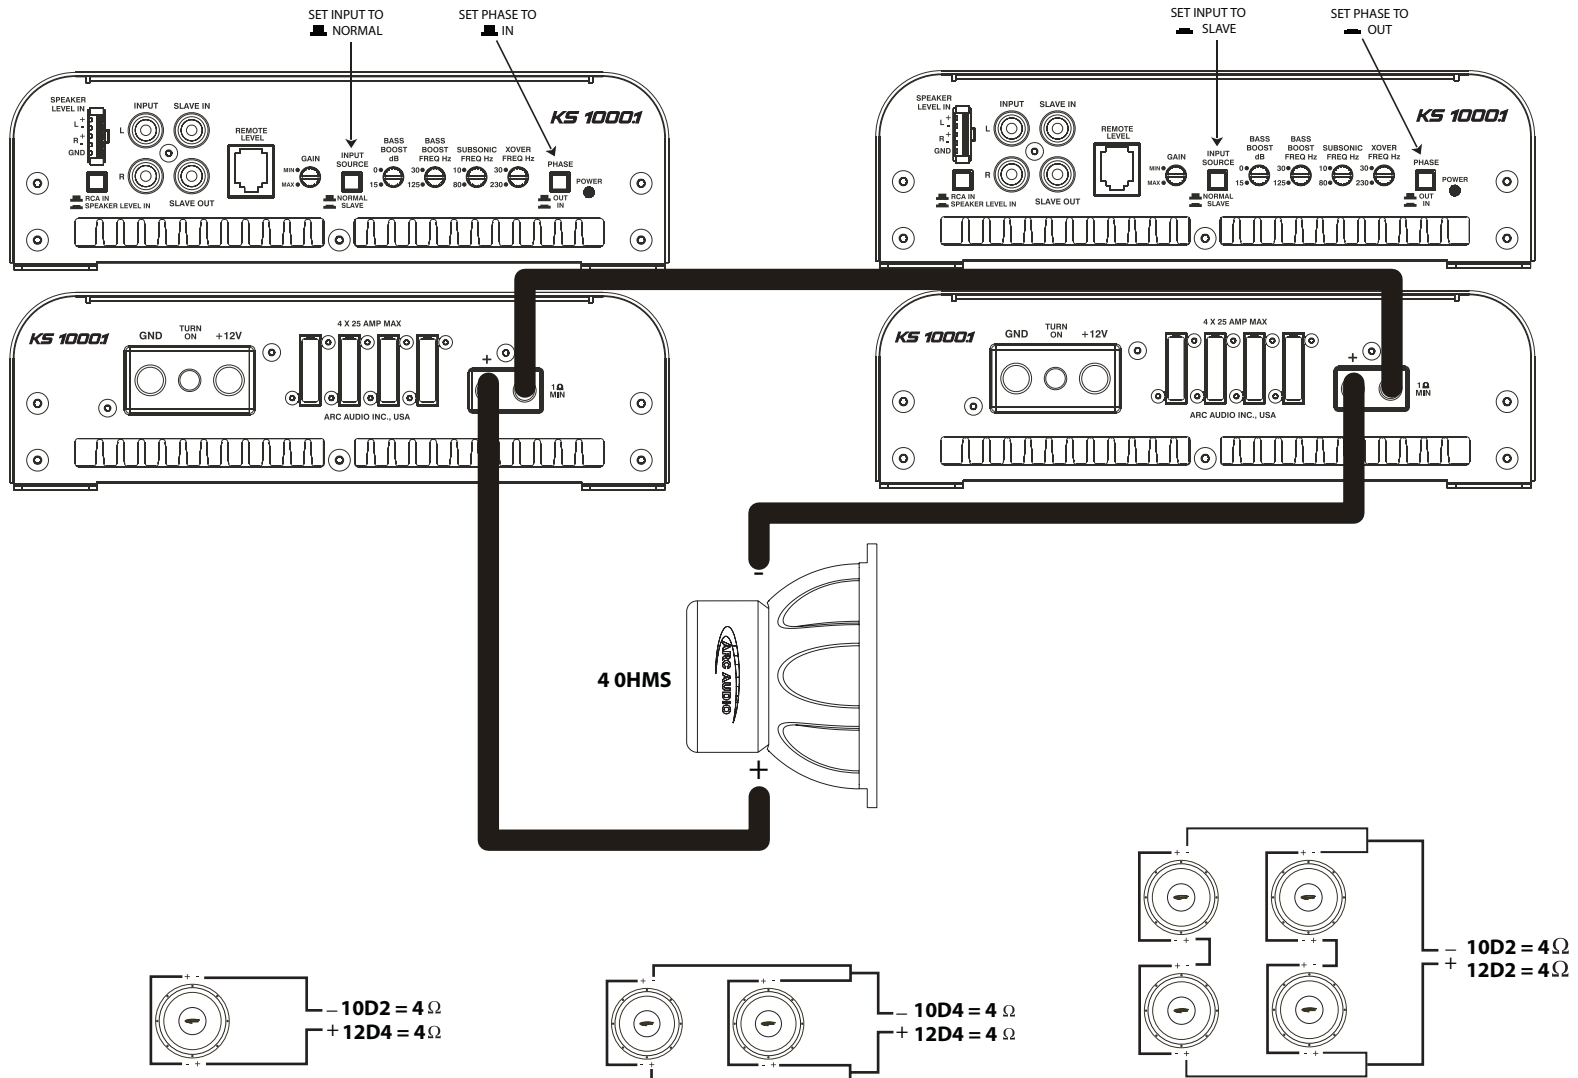 SET INPUT TO
NORMAL
SET PHASE TO
IN
SET INPUT TO
SLAVE
SET PHASE TO
OUT
SPEAKER
LEVEL IN
+
L
-
+
R
-
GND
INPUT
SLAVE IN
L
R
SLAVE OUT
RCA IN
SPEAKER LEVEL IN
REMOTE
LEVEL
GAIN
MIN
MAX
INPUT
SOURCE
NORMAL
SLAVE
BASS
BOOST
dB
0
15
BASS
BOOST
FREQ Hz
30
125
SUBSONIC
FREQ Hz
10
80
XOVER
FREQ Hz
30
230
PHASE
OUT
IN
POWER
KS 1000.1
SPEAKER
LEVEL IN
+
L
-
+
R
-
GND
INPUT
SLAVE IN
L
R
SLAVE OUT
RCA IN
SPEAKER LEVEL IN
REMOTE
LEVEL
GAIN
MIN
MAX
INPUT
SOURCE
NORMAL
SLAVE
BASS
BOOST
dB
0
15
BASS
BOOST
FREQ Hz
30
125
SUBSONIC
FREQ Hz
10
80
XOVER
FREQ Hz
30
230
PHASE
OUT
IN
POWER
KS 1000.1
KS 1000.1
GND
TURN
ON
+12V
4 X 25 AMP MAX
ARC AUDIO INC., USA
+
1Ω
MIN
KS 1000.1
GND
TURN
ON
+12V
4 X 25 AMP MAX
ARC AUDIO INC., USA
+
1Ω
MIN
-
4 0HMS
ARC AUDIO
+
+ -
- +
– 10D2 = 4 Ω
+ 12D4 = 4 Ω
+ -
+ -
- +
- +
– 10D4 = 4 Ω
+ 12D4 = 4 Ω
+ -
+ -
- +
- +
+ -
+ -
- +
- +
– 10D2 = 4Ω
+ 12D2 = 4Ω